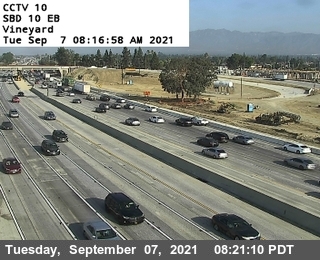 CCTV 10
SBD 10 EB
Vineyard
Tue Sep  7 08:16:58 AM 2021
Tuesday, September 07, 2021  08:21:10 PDT